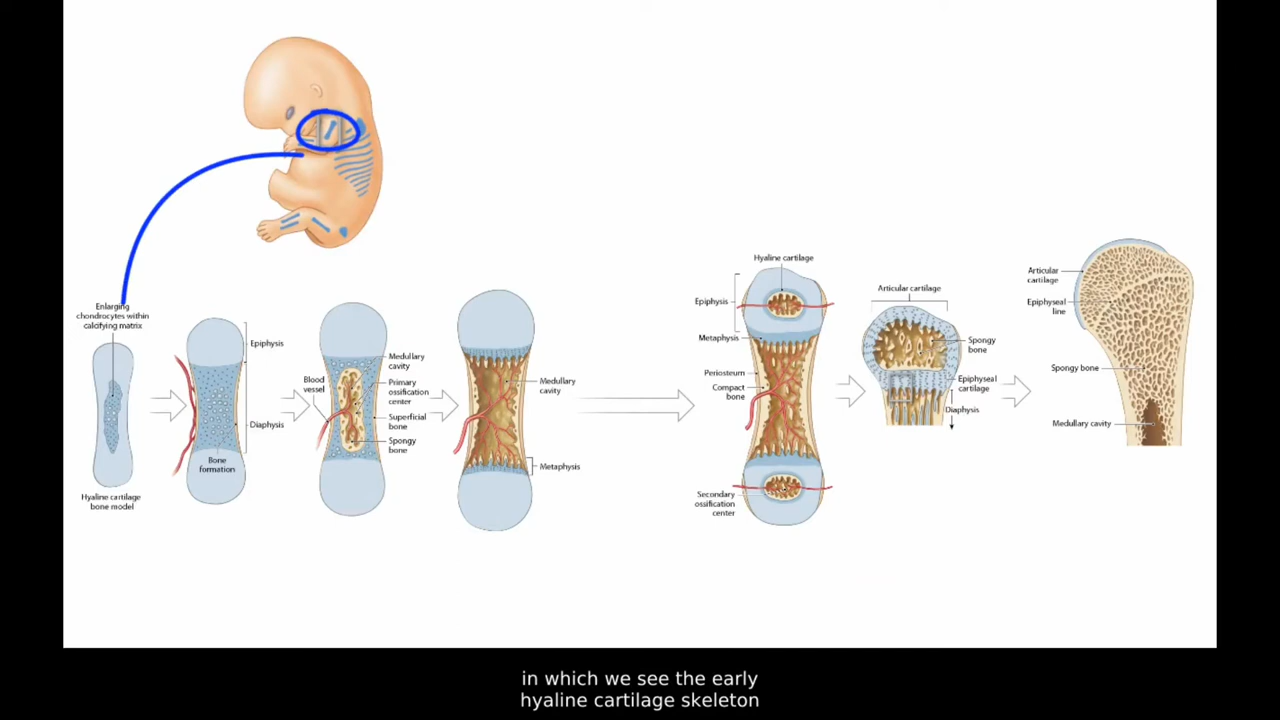 Enlarging
chondrocytes within
calcifying matrix
Hyaline cartilage
bone model
Epiphysis
Diaphysis
Bone
formation
Blood
vessel
Medullary
cavity
Primary
ossification
center
Superficial
bone
Spongy
bone
Medullary
cavity
Metaphysis
Hyaline cartilage
Epiphysis
Metaphysis
Periosteum
Compact
bone
Secondary
ossification
center
Articular cartilage
Spongy
bone
Epiphyseal
cartilage
Diaphysis
Articular
cartilage
Epiphyseal
line
Spongy bone
Medullary cavity
in which we see the early
hyaline cartilage skeleton